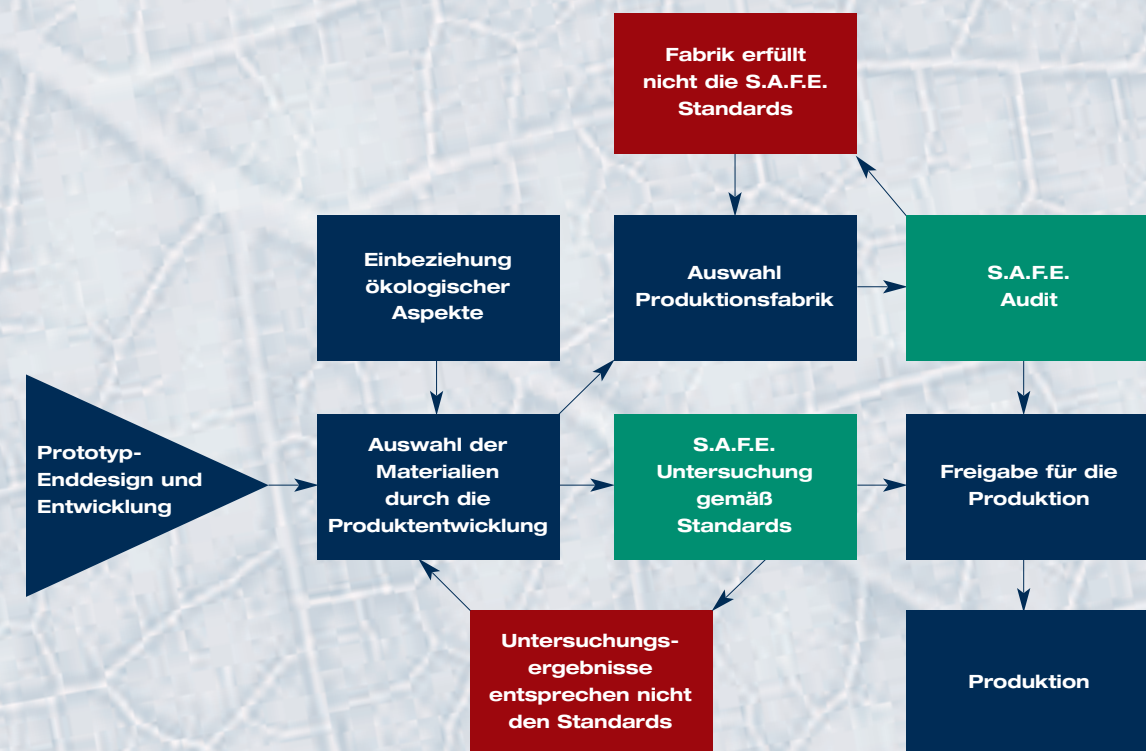 Fabrik erfüllt
nicht die S.A.F.E.
Standards
Einbeziehung
ökologischer
Aspekte
Auswahl
Produktionsfabrik
S.A.F.E.
Audit
Prototyp-
Enddesign und
Entwicklung
Auswahl der
Materialien
durch die
Produktentwicklung
S.A.F.E.
Untersuchung
gemäß
Standards
Freigabe für die
Produktion
Untersuchungs-
ergebnisse
entsprechen nicht
den Standards
Produktion